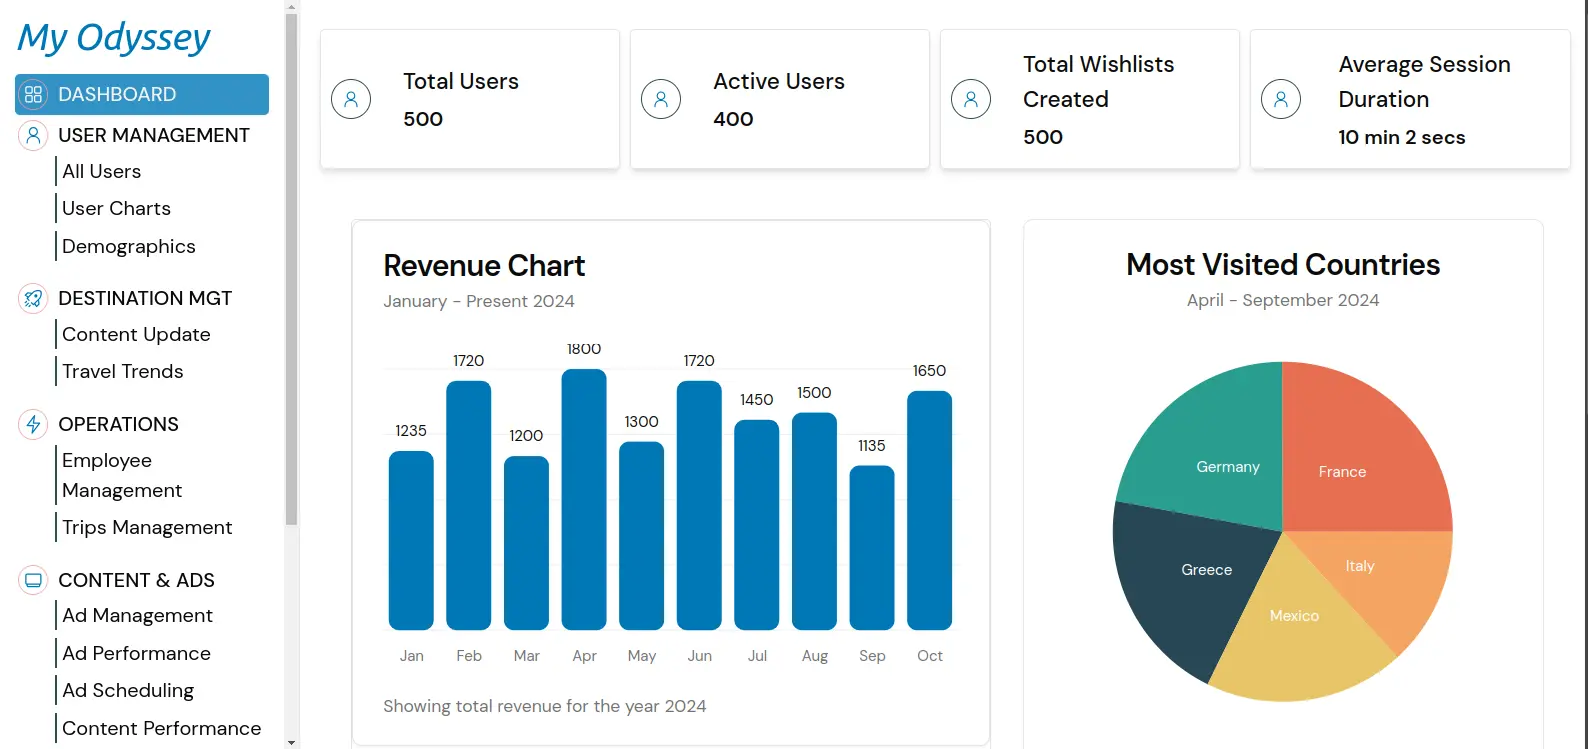 My Odyssey
DASHBOARD
USER MANAGEMENT
All Users
User Charts
Demographics
DESTINATION MGT
Content Update
Travel Trends
OPERATIONS
Employee
Management
Trips Management
CONTENT & ADS
Ad Management
Ad Performance
Ad Scheduling
Content Performance
Total Users
500
Active Users
400
Total Wishlists
Created
500
Average Session
Duration
10 min 2 secs
Revenue Chart
January - Present 2024
1235
1720
1200
1800
1300
1720
1450
1500
1135
1650
Jan Feb Mar Apr May Jun Jul Aug Sep Oct
Showing total revenue for the year 2024
Most Visited Countries
April - September 2024
Germany
France
Greece
Italy
Mexico